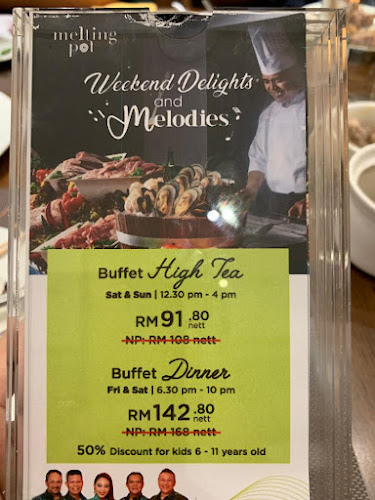 melting
pot
Weekend Delights
and
Melodies
Buffet High Tea
Sat & Sun | 12.30 pm - 4 pm
RM 91.80
nett
NP: RM 108 nett
Buffet Dinner
Fri & Sat | 6.30 pm - 10 pm
RM 142.80
nett
NP: RM 168 nett
50% Discount for kids 6 - 11 years old